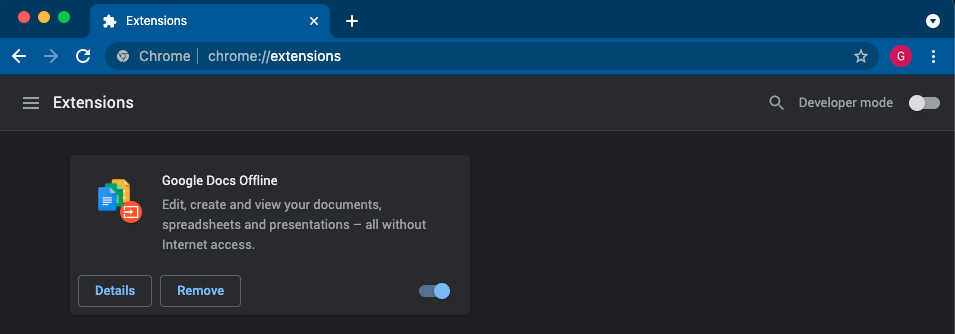 Extensions
Chrome chrome://extensions
G
Extensions
Developer mode
Google Docs Offline
Edit, create and view your documents,
spreadsheets and presentations – all without
Internet access.
Details
Remove